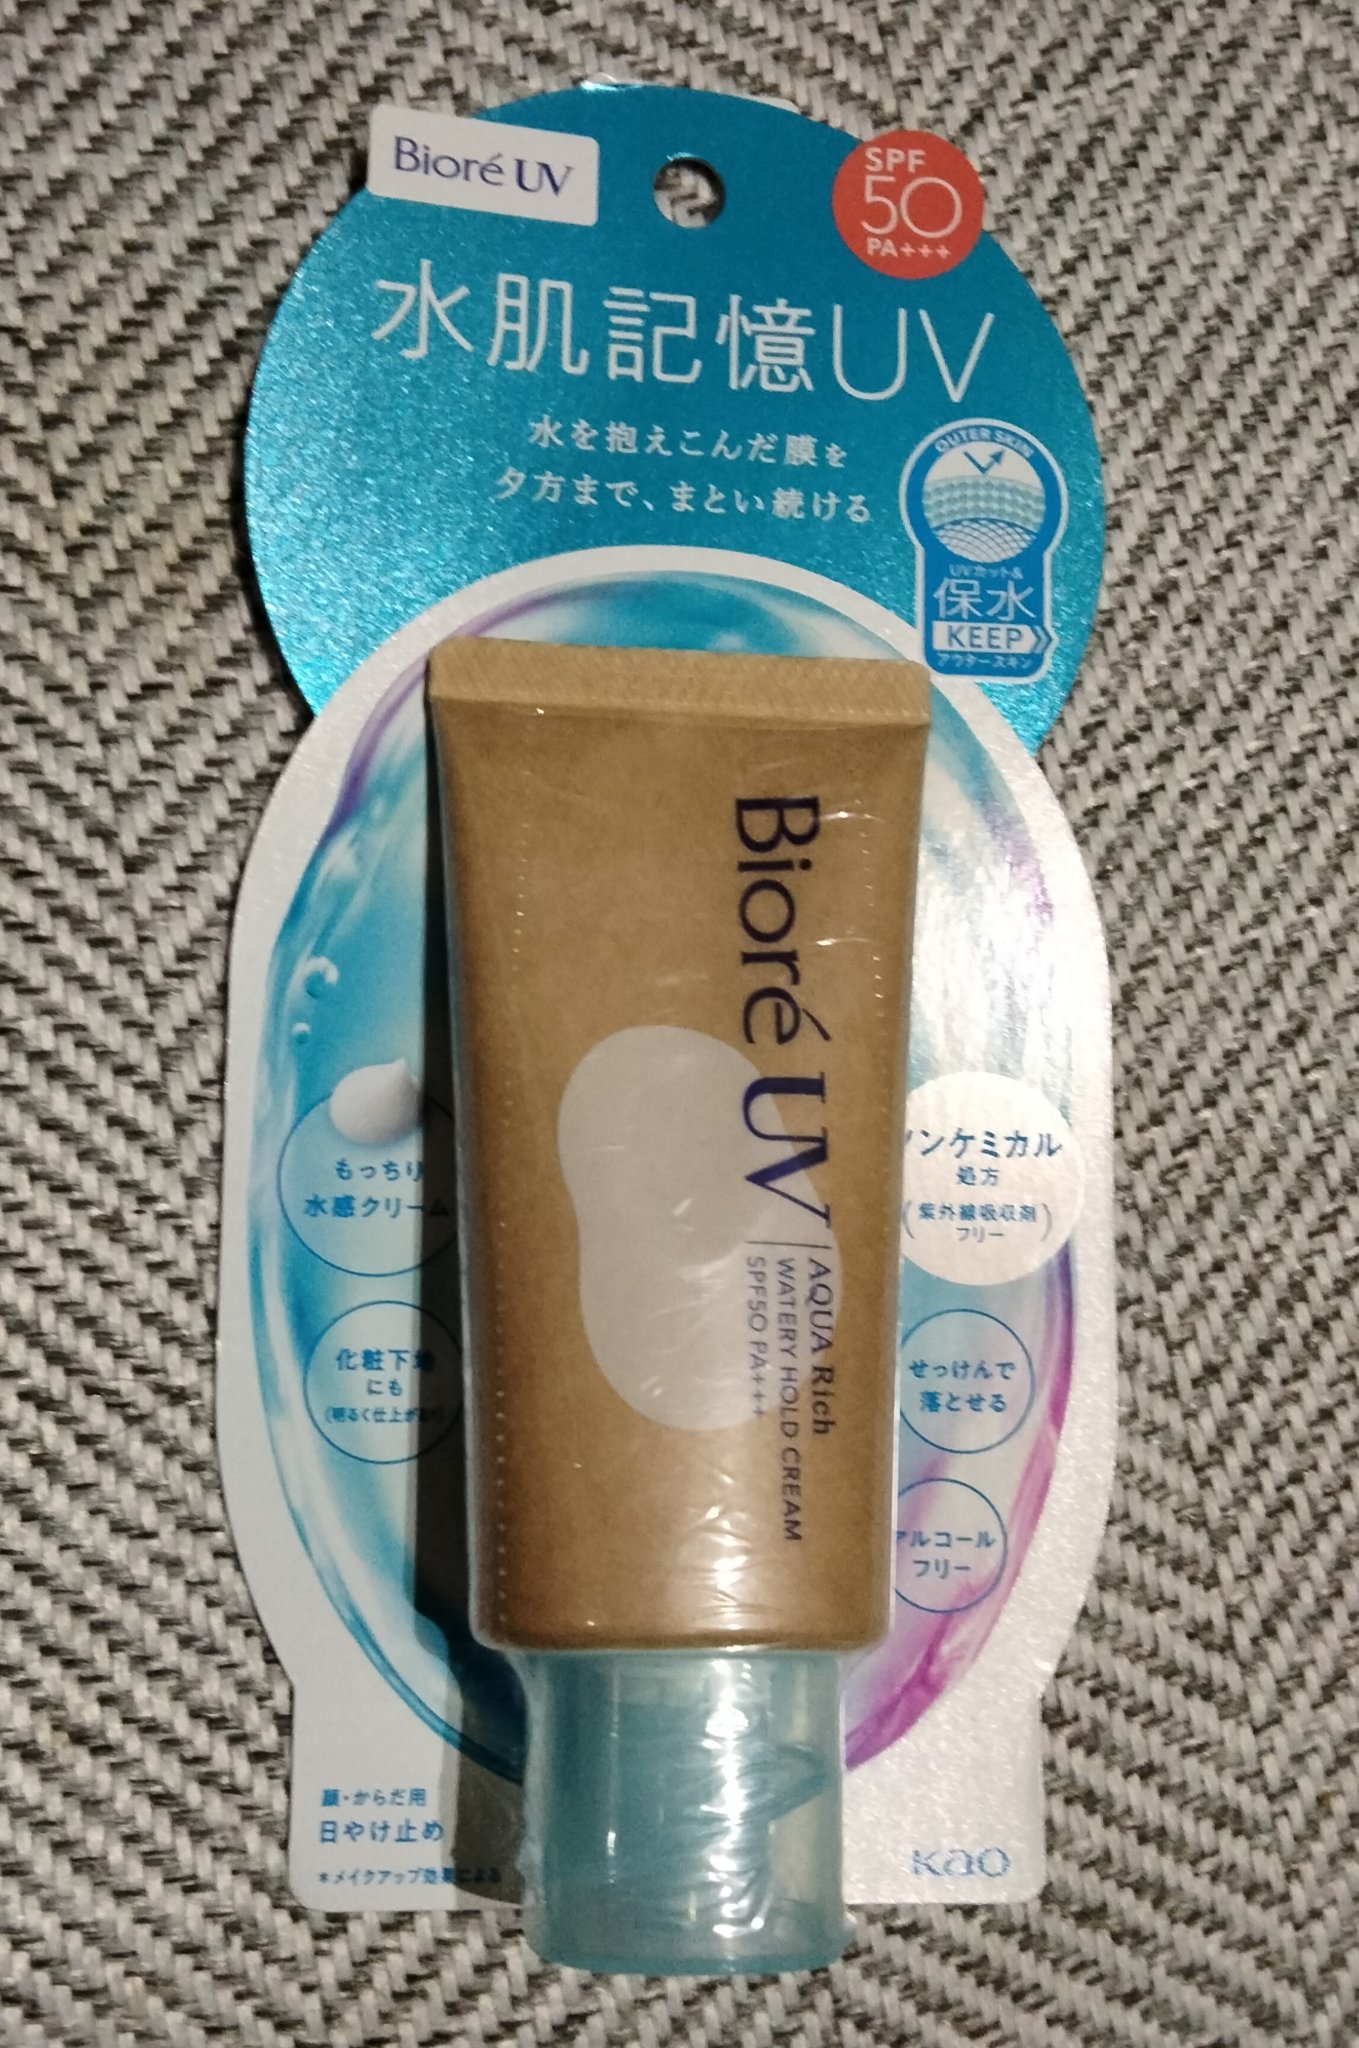 Bioré UV
SPF
50
PA+++
水肌記憶UV
水を抱えこんだ膜を
夕方まで、まとい続ける
OUTER SKIN
UVカット&
保水
KEEP
アウタースキン
Bioré UV
AQUA Rich
WATERY HOLD CREAM
SPF50 PA+++
もっちり
水感クリーム
ノンケミカル
処方
(紫外線吸収剤
フリー)
化粧下地
にも
せっけんで
落とせる
アルコール
フリー
顔・からだ用
日やけ止め
*メイクアップ効果による
Kao